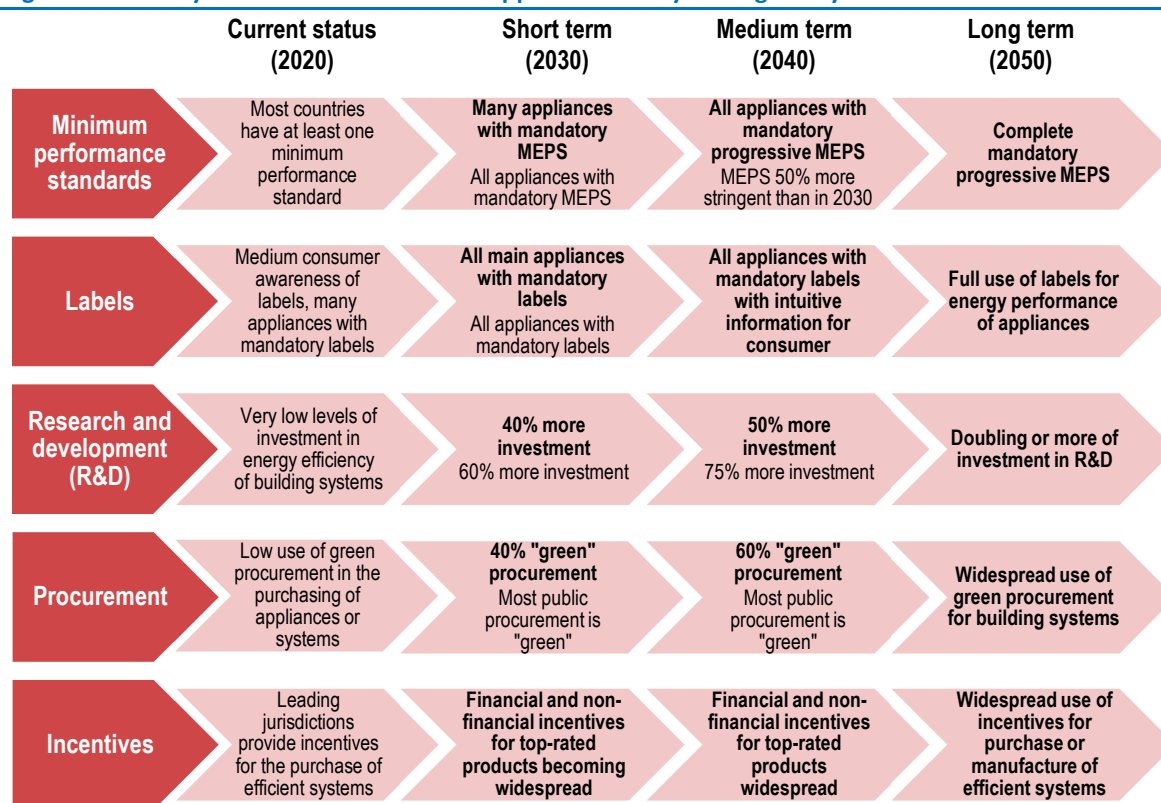 Current status
(2020)
Short term
(2030)
Medium term
(2040)
Long term
(2050)
Minimum
performance
standards
Most countries
have at least one
minimum
performance
standard
Many appliances
with mandatory
MEPS
All appliances with
mandatory MEPS
All appliances with
mandatory
progressive MEPS
MEPS 50% more
stringent than in 2030
Complete
mandatory
progressive MEPS
Labels
Medium consumer
awareness of
labels, many
appliances with
mandatory labels
All main appliances
with mandatory
labels
All appliances with
mandatory labels
All appliances with
mandatory labels
with intuitive
information for
consumer
Full use of labels for
energy performance
of appliances
Research and
development
(R&D)
Very low levels of
investment in
energy efficiency
of building systems
40% more
investment
60% more investment
50% more
investment
75% more investment
Doubling or more of
investment in R&D
Procurement
Low use of green
procurement in the
purchasing of
appliances or
systems
40% "green"
procurement
Most public
procurement is
"green"
60% "green"
procurement
Most public
procurement is
"green"
Widespread use of
green procurement
for building systems
Incentives
Leading
jurisdictions
provide incentives
for the purchase of
efficient systems
Financial and non-
financial incentives
for top-rated
products becoming
widespread
Financial and non-
financial incentives
for top-rated
products
widespread
Widespread use of
incentives for
purchase or
manufacture of
efficient systems